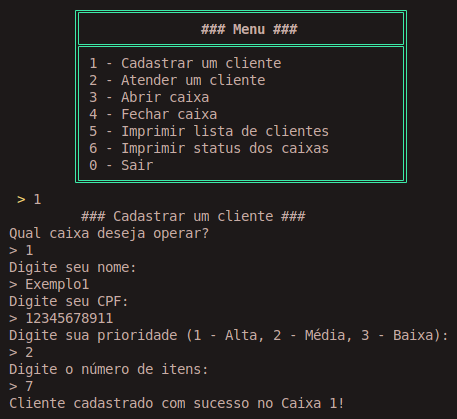 ### Menu ###
1 - Cadastrar um cliente
2 - Atender um cliente
3 - Abrir caixa
4 - Fechar caixa
5 - Imprimir lista de clientes
6 - Imprimir status dos caixas
0 - Sair
> 1
### Cadastrar um cliente ###
Qual caixa deseja operar?
> 1
Digite seu nome:
> Exemplo1
Digite seu CPF:
> 12345678911
Digite sua prioridade (1 - Alta, 2 - Média, 3 - Baixa):
> 2
Digite o número de itens:
> 7
Cliente cadastrado com sucesso no Caixa 1!